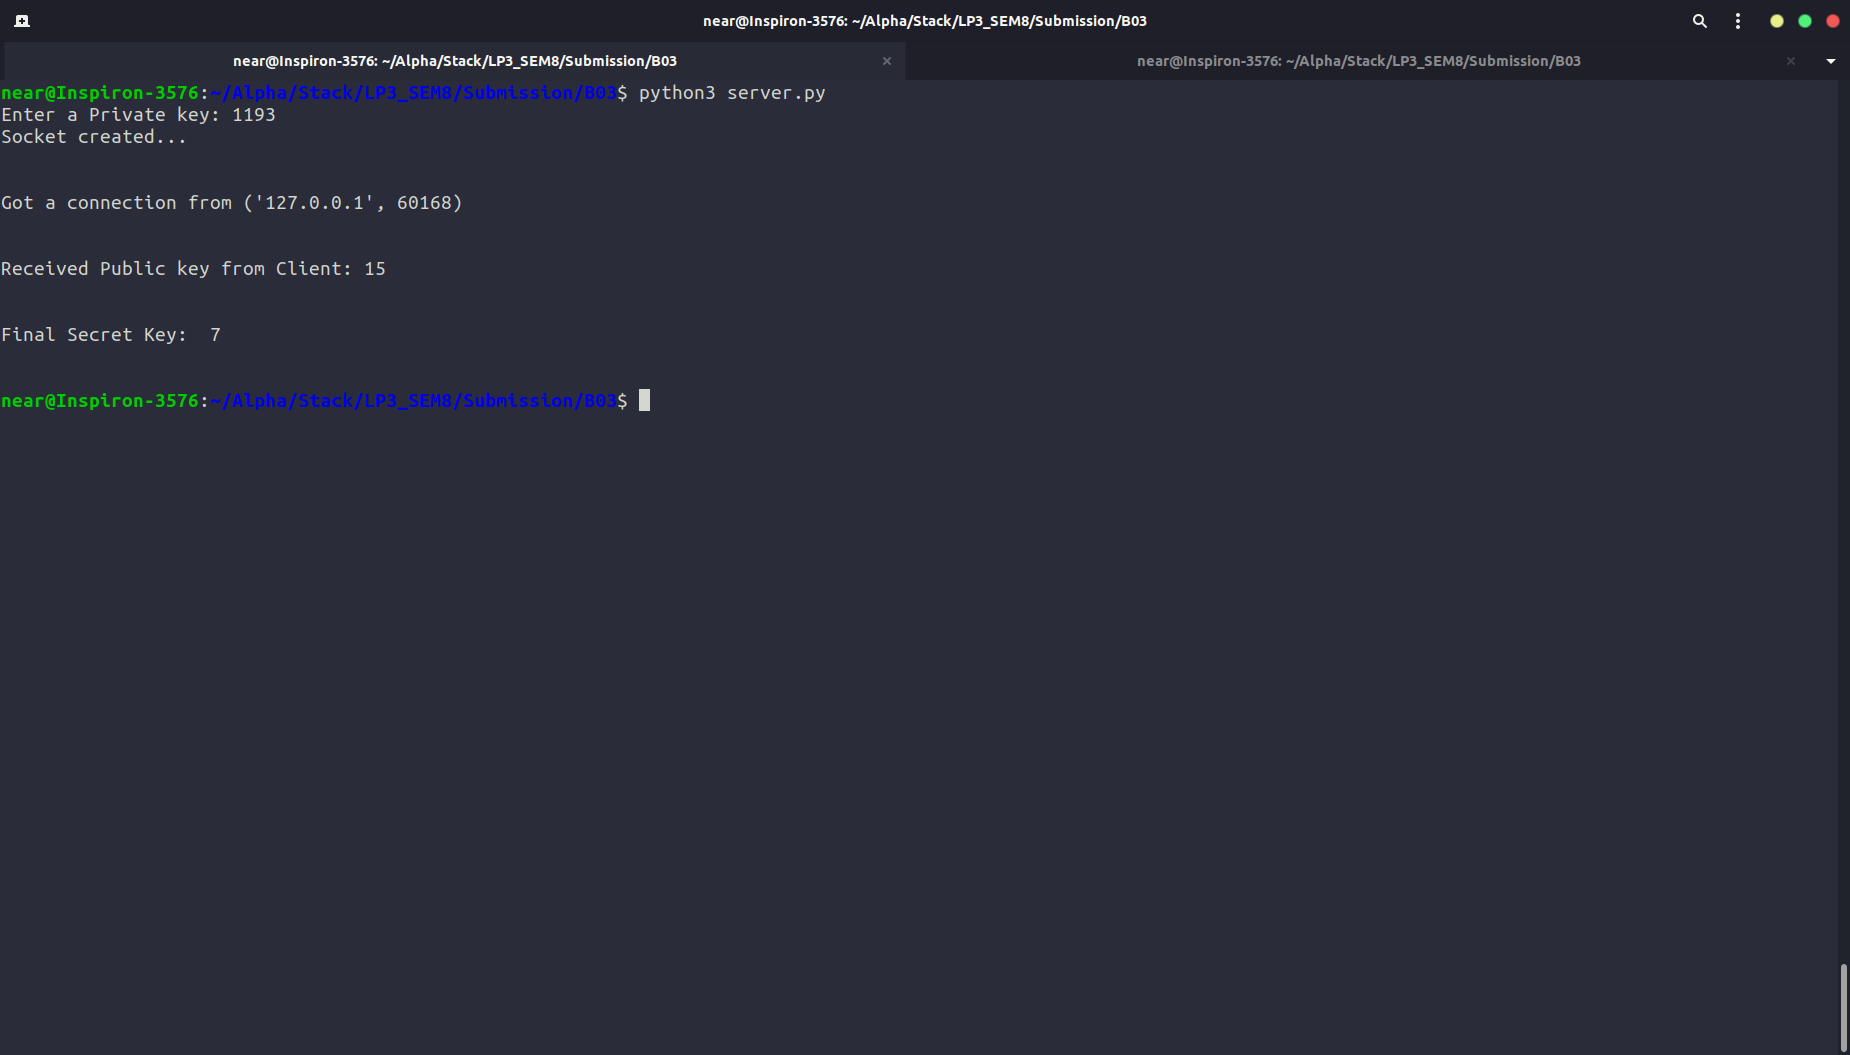 near@Inspiron-3576: ~/Alpha/Stack/LP3_SEM8/Submission/B03
near@Inspiron-3576: ~/Alpha/Stack/LP3_SEM8/Submission/B03
near@Inspiron-3576: ~/Alpha/Stack/LP3_SEM8/Submission/B03
near@Inspiron-3576:~/Alpha/Stack/LP3_SEM8/Submission/B03$ python3 server.py
Enter a Private key: 1193
Socket created...
Got a connection from ('127.0.0.1', 60168)
Received Public key from Client: 15
Final Secret Key:  7
near@Inspiron-3576:~/Alpha/Stack/LP3_SEM8/Submission/B03$